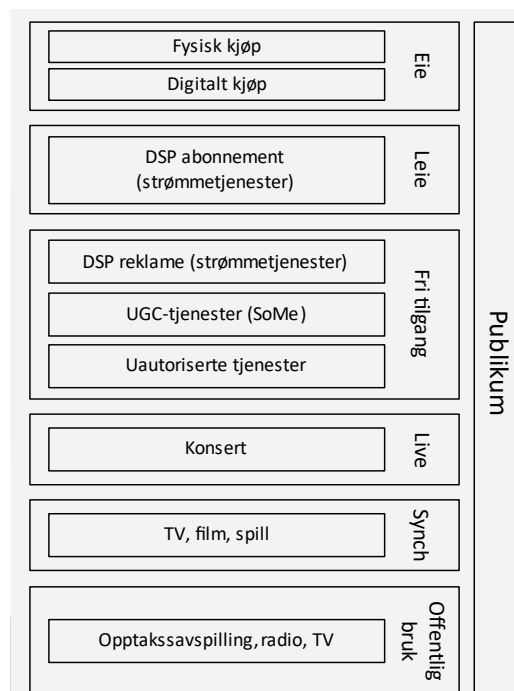 Fysisk kjøp
Digitalt kjøp
Eie
DSP abonnement
(strømmetjenester)
Leie
DSP reklame (strømmetjenester)
UGC-tjenester (SoMe)
Uautoriserte tjenester
Fri tilgang
Konsert
Live
TV, film, spill
Synch
Opptakssavspilling, radio, TV
Offentlig
bruk
Publikum